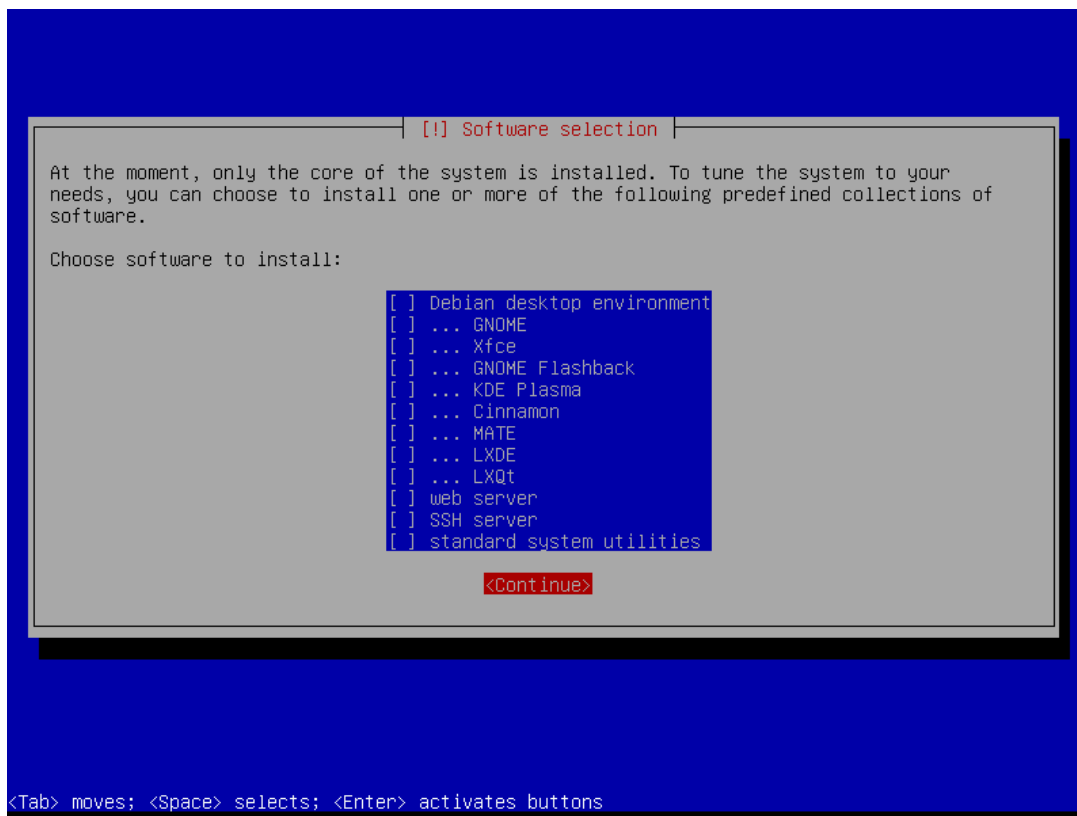 [!] Software selection
At the moment, only the core of the system is installed. To tune the system to your
needs, you can choose to install one or more of the following predefined collections of
software.
Choose software to install:
[ ] Debian desktop environment
[ ] ... GNOME
[ ] ... Xfce
[ ] ... GNOME Flashback
[ ] ... KDE Plasma
[ ] ... Cinnamon
[ ] ... MATE
[ ] ... LXDE
[ ] ... LXQt
[ ] web server
[ ] SSH server
[ ] standard system utilities
<Continue>
<Tab> moves; <Space> selects; <Enter> activates buttons